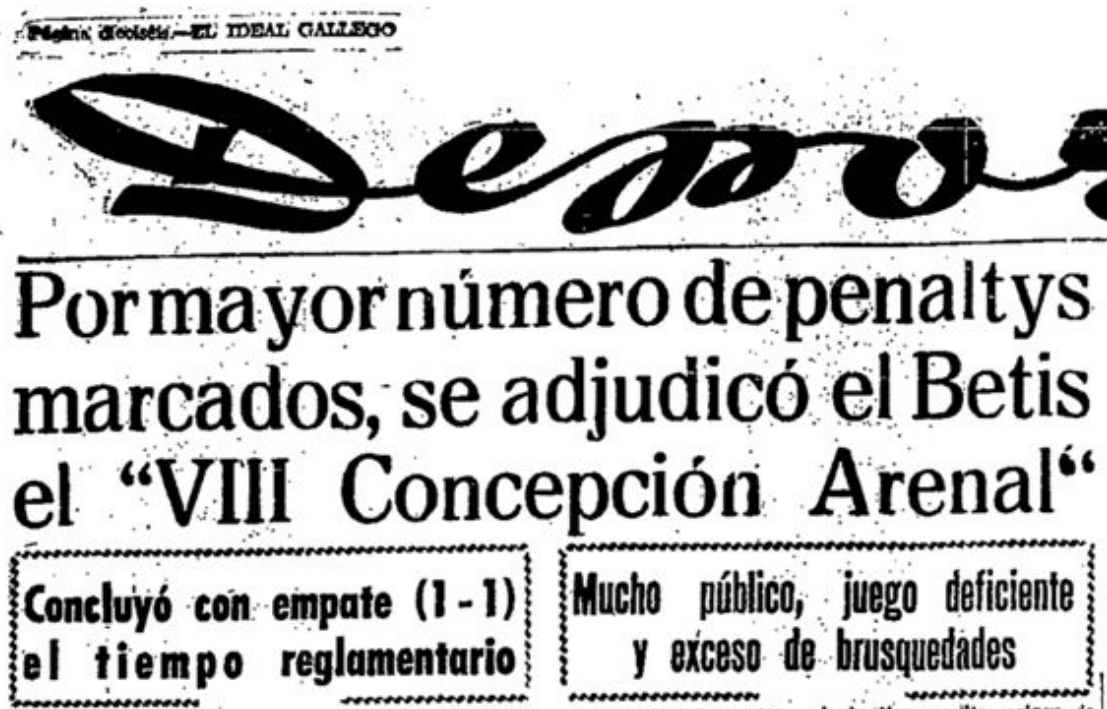 Página dieciséis.—EL IDEAL GALLEGO
Depor
Por mayor número de penaltys
marcados, se adjudicó el Betis
el “VIII Concepción Arenal“
Concluyó con empate (1-1)
el tiempo reglamentario
Mucho público, juego deficiente
y exceso de brusquedades